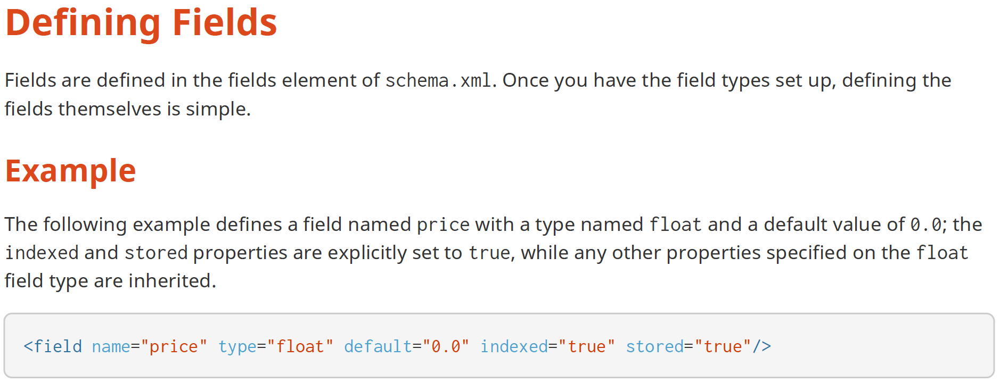 Defining Fields
Fields are defined in the fields element of schema.xml. Once you have the field types set up, defining the
fields themselves is simple.
Example
The following example defines a field named price with a type named float and a default value of 0.0; the
indexed and stored properties are explicitly set to true, while any other properties specified on the float
field type are inherited.
<field name="price" type="float" default="0.0" indexed="true" stored="true"/>